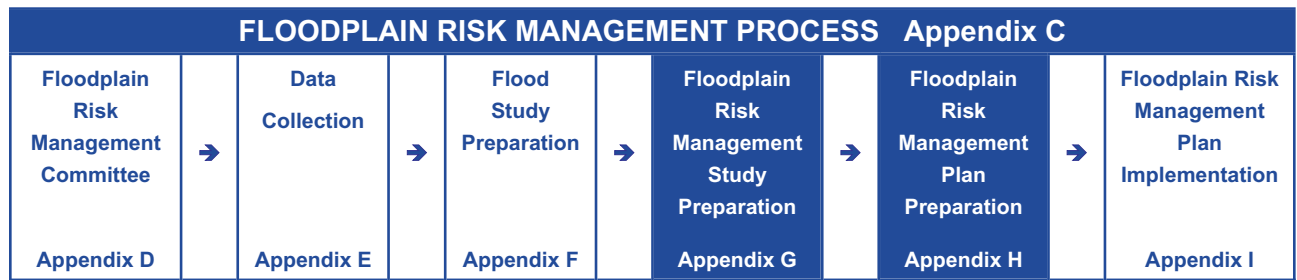 FLOODPLAIN RISK MANAGEMENT PROCESS Appendix C
Floodplain
Risk
Management
Committee
Appendix D
Data
Collection
Appendix E
Flood
Study
Preparation
Appendix F
Floodplain
Risk
Management
Study
Preparation
Appendix G
Floodplain
Risk
Management
Plan
Preparation
Appendix H
Floodplain Risk
Management
Plan
Implementation
Appendix I